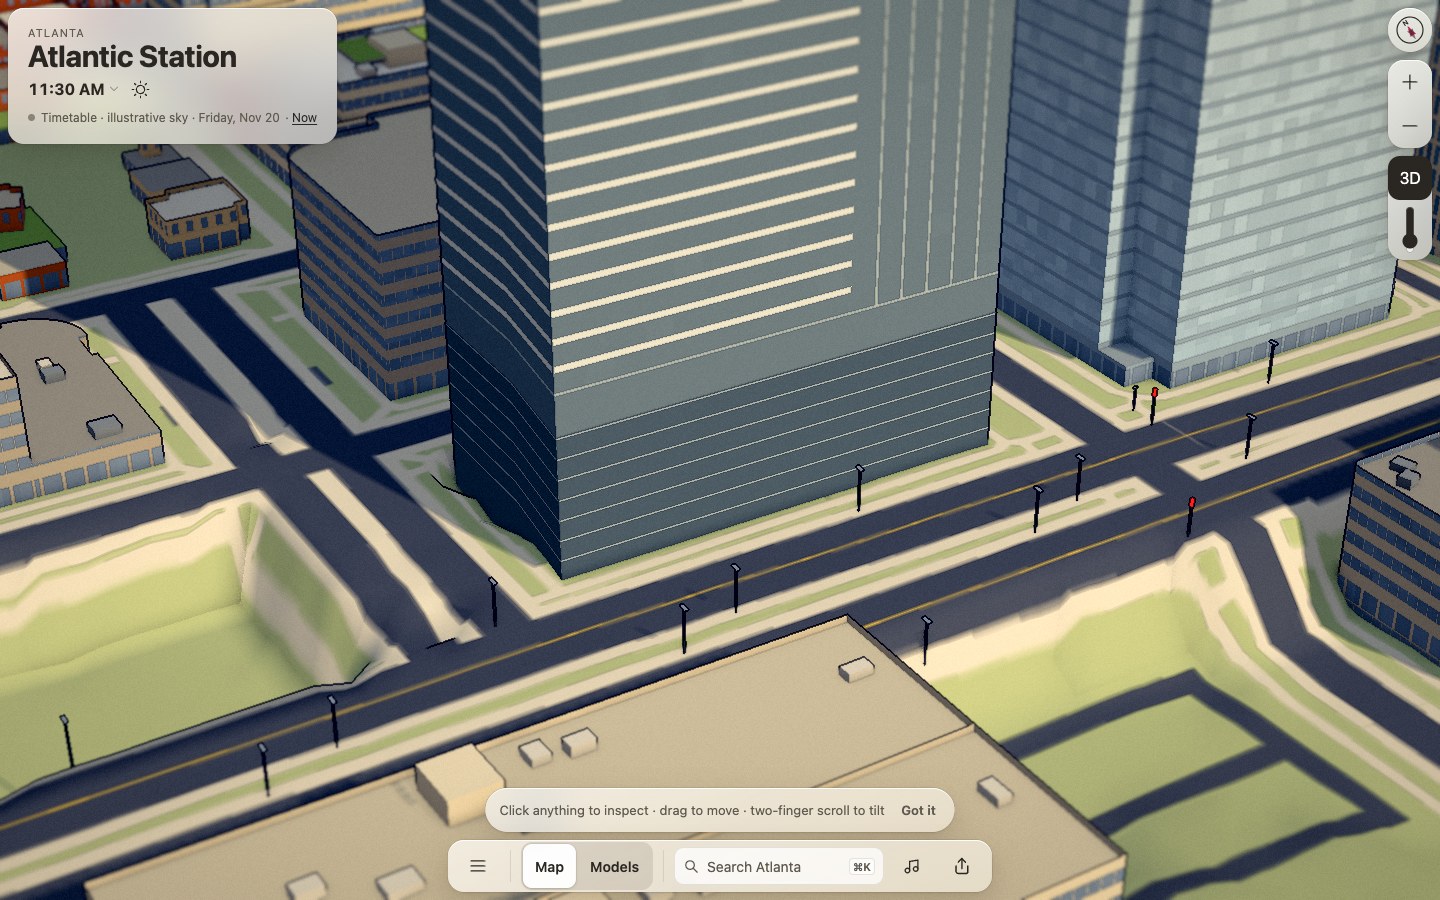 ATLANTA
Atlantic Station
11:30 AM
Timetable · illustrative sky · Friday, Nov 20 · Now
N
3D
Click anything to inspect · drag to move · two-finger scroll to tilt Got it
Map Models Search Atlanta ⌘K